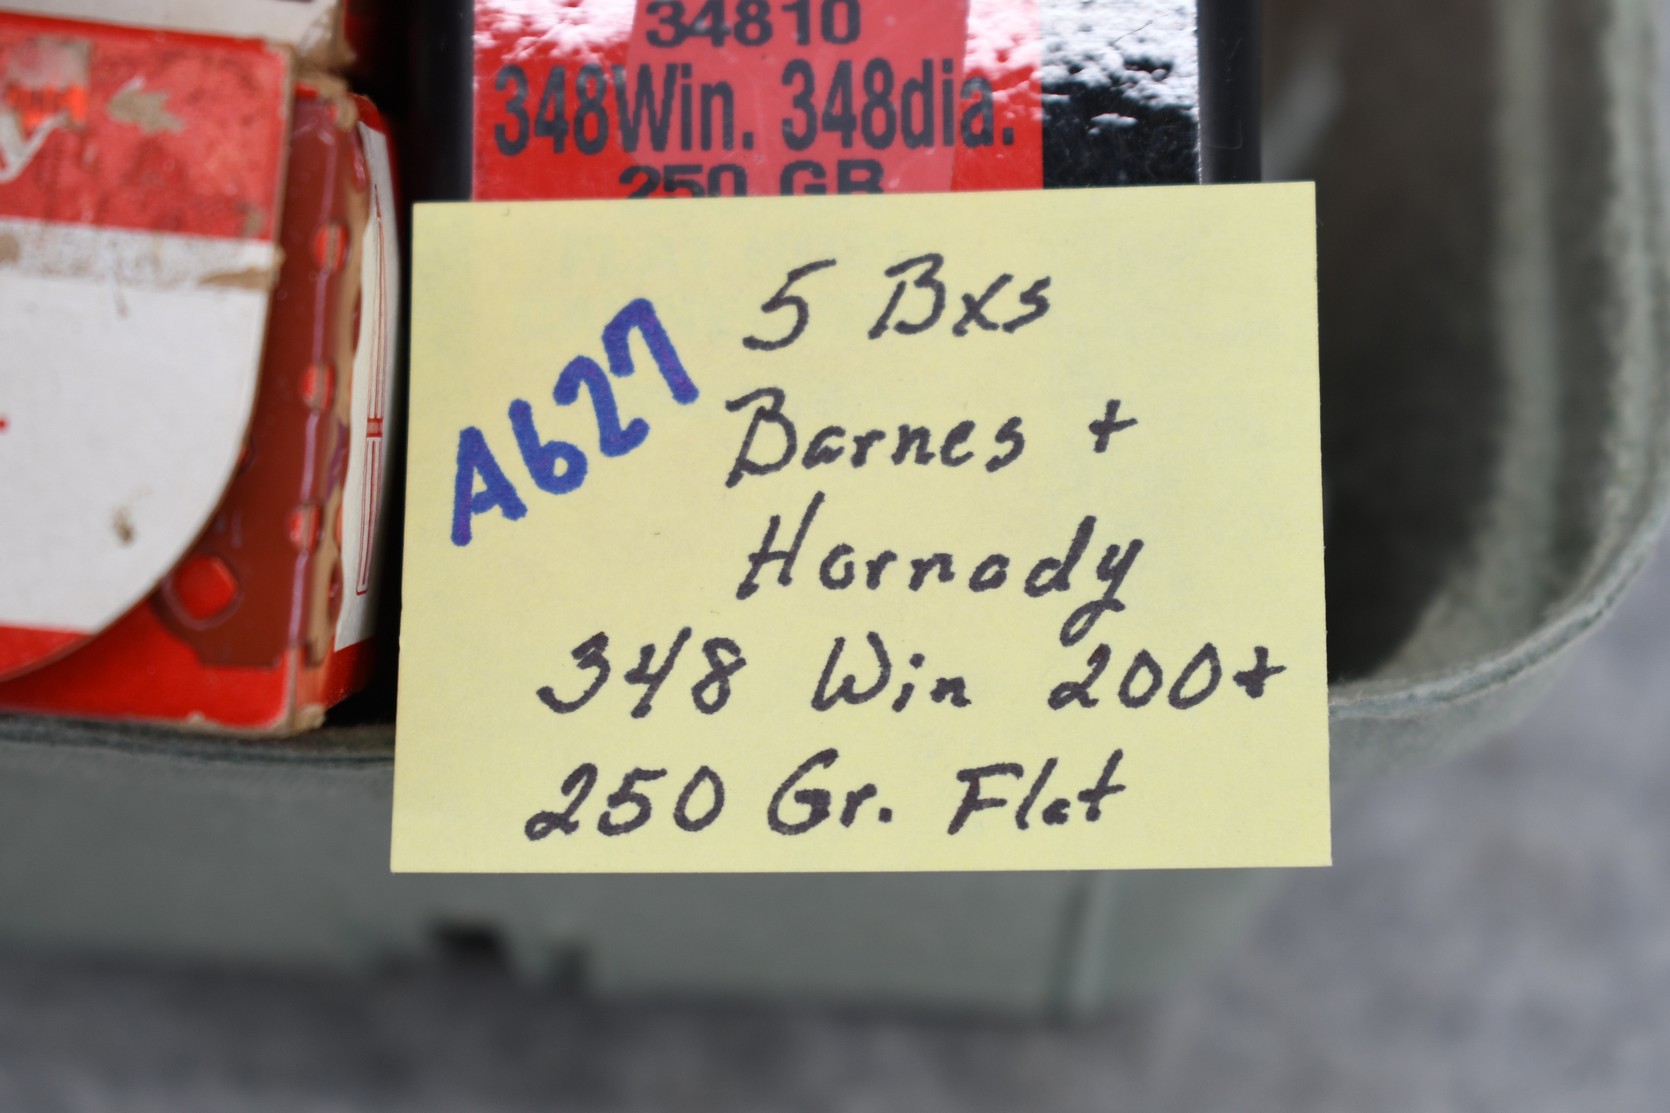 34810
348Win. 348dia.
250 GR
A627
5 Bxs
Barnes +
Hornady
348 Win 200+
250 Gr. Flat